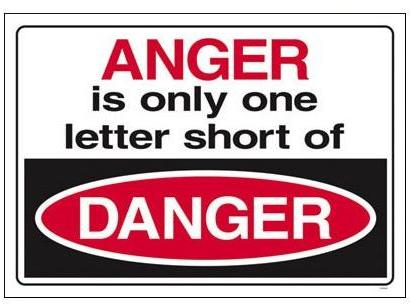 ANGER
is only one
letter short of
DANGER